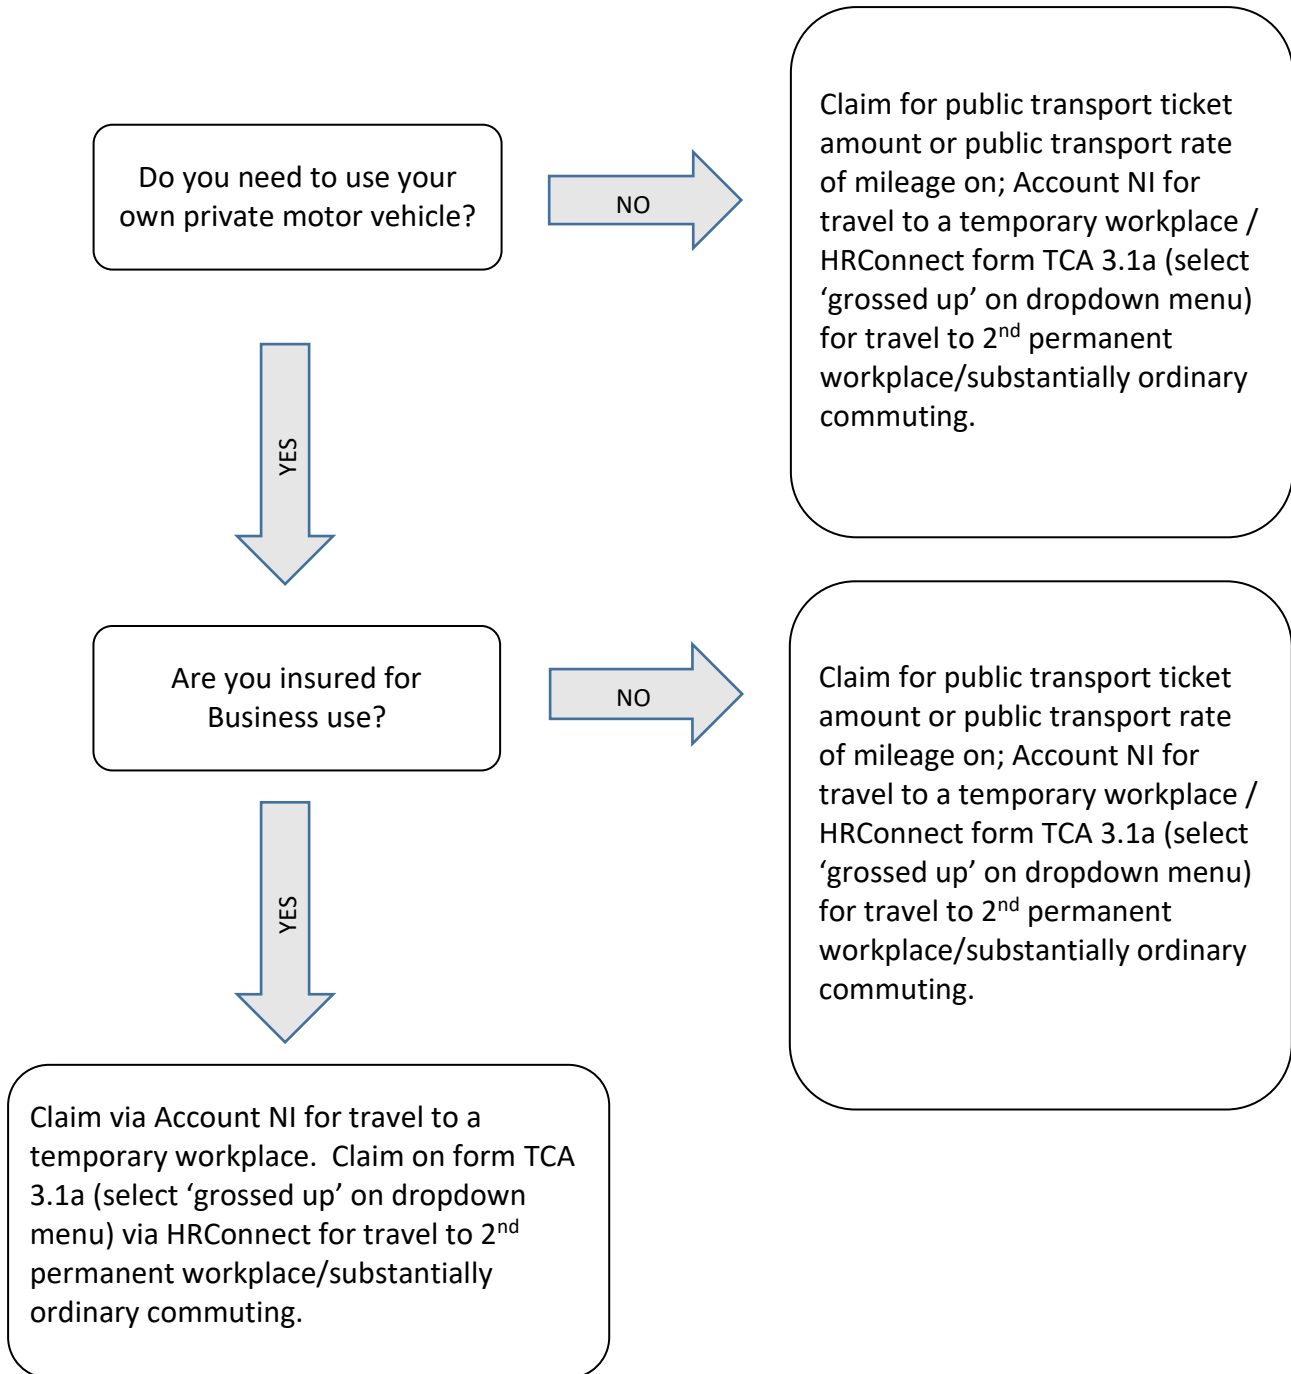 Do you need to use your
own private motor vehicle?
NO
Claim for public transport ticket
amount or public transport rate
of mileage on; Account NI for
travel to a temporary workplace /
HRConnect form TCA 3.1a (select
‘grossed up’ on dropdown menu)
for travel to 2nd permanent
workplace/substantially ordinary
commuting.
YES
Are you insured for
Business use?
NO
Claim for public transport ticket
amount or public transport rate
of mileage on; Account NI for
travel to a temporary workplace /
HRConnect form TCA 3.1a (select
‘grossed up’ on dropdown menu)
for travel to 2nd permanent
workplace/substantially ordinary
commuting.
YES
Claim via Account NI for travel to a
temporary workplace.  Claim on form TCA
3.1a (select ‘grossed up’ on dropdown
menu) via HRConnect for travel to 2nd
permanent workplace/substantially
ordinary commuting.